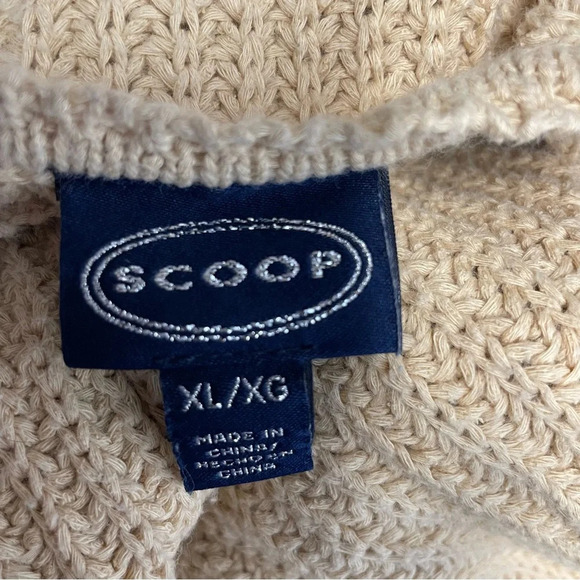 SCOOP
XL/XG
MADE IN
CHINA/
HECHO EN
CHINA